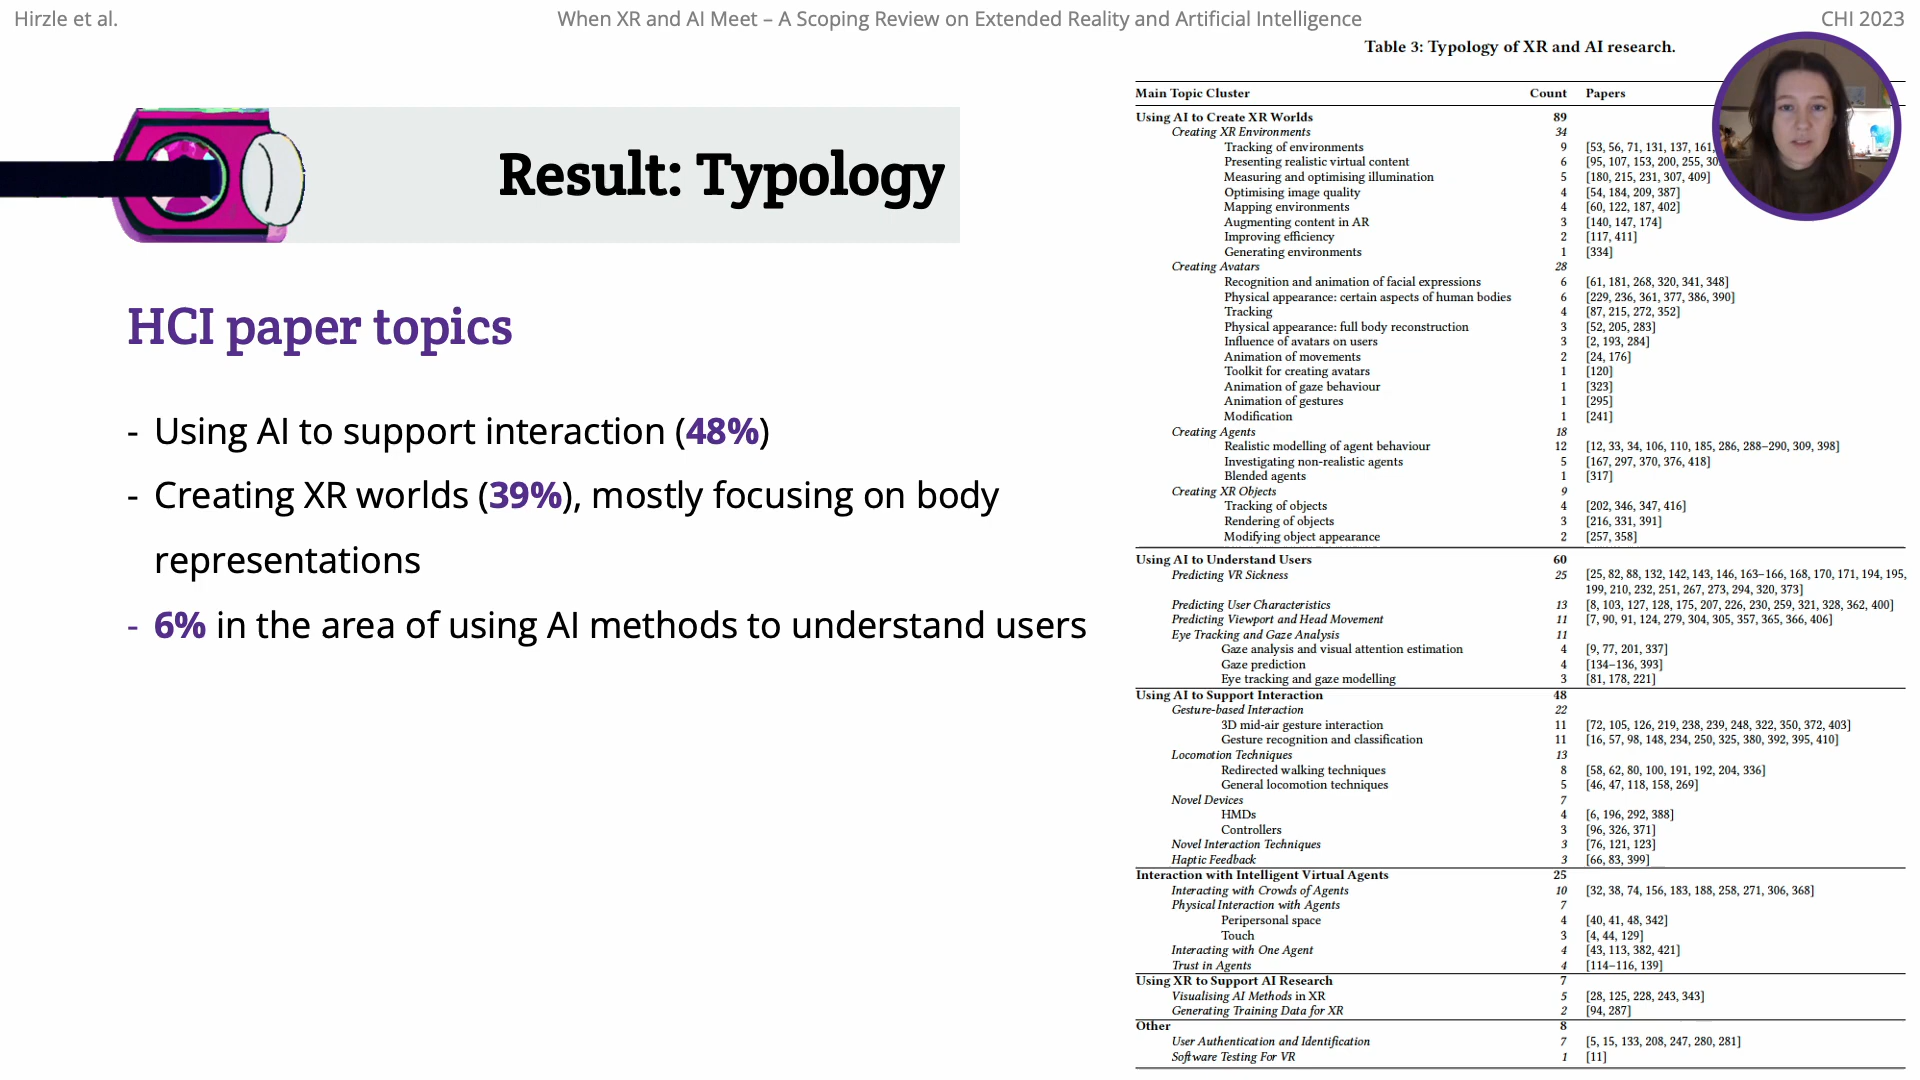 Hirzle et al.
When XR and AI Meet – A Scoping Review on Extended Reality and Artificial Intelligence
CHI 2023
Result: Typology
HCI paper topics
- Using AI to support interaction (48%)
- Creating XR worlds (39%), mostly focusing on body
representations
- 6% in the area of using AI methods to understand users
Table 3: Typology of XR and AI research.
Main Topic Cluster Count Papers
Using AI to Create XR Worlds 89
Creating XR Environments 34
Tracking of environments 9 [53, 56, 71, 131, 137, 161,
Presenting realistic virtual content 6 [95, 107, 153, 200, 255,
Measuring and optimising illumination 5 [180, 215, 231, 307, 409]
Optimising image quality 4 [54, 184, 209, 387]
Mapping environments 4 [60, 122, 187, 402]
Augmenting content in AR 3 [140, 147, 174]
Improving efficiency 2 [117, 411]
Generating environments 1 [334]
Creating Avatars 28
Recognition and animation of facial expressions 6 [61, 181, 268, 320, 341, 348]
Physical appearance: certain aspects of human bodies 6 [229, 236, 361, 377, 386, 390]
Tracking 4 [87, 215, 272, 352]
Physical appearance: full body reconstruction 3 [52, 205, 283]
Influence of avatars on users 3 [2, 193, 284]
Animation of movements 2 [24, 176]
Toolkit for creating avatars 1 [120]
Animation of gaze behaviour 1 [323]
Animation of gestures 1 [295]
Modification 1 [241]
Creating Agents 18
Realistic modelling of agent behaviour 12 [12, 33, 34, 106, 110, 185, 286, 288–290, 309, 398]
Investigating non-realistic agents 5 [167, 297, 370, 376, 418]
Blended agents 1 [317]
Creating XR Objects 9
Tracking of objects 4 [202, 346, 347, 416]
Rendering of objects 3 [216, 331, 391]
Modifying object appearance 2 [257, 358]
Using AI to Understand Users 60
Predicting VR Sickness 25 [25, 82, 88, 132, 142, 143, 146, 163–166, 168, 170, 171, 194, 195,
199, 210, 232, 251, 267, 273, 294, 320, 373]
Predicting User Characteristics 13 [8, 103, 127, 128, 175, 207, 226, 230, 259, 321, 328, 362, 400]
Predicting Viewport and Head Movement 11 [7, 90, 91, 124, 279, 304, 305, 357, 365, 366, 406]
Eye Tracking and Gaze Analysis 11
Gaze analysis and visual attention estimation 4 [9, 77, 201, 337]
Gaze prediction 4 [134–136, 393]
Eye tracking and gaze modelling 3 [81, 178, 221]
Using AI to Support Interaction 48
Gesture-based Interaction 22
3D mid-air gesture interaction 11 [72, 105, 126, 219, 238, 239, 248, 322, 350, 372, 403]
Gesture recognition and classification 11 [16, 57, 98, 148, 234, 250, 325, 380, 392, 395, 410]
Locomotion Techniques 13
Redirected walking techniques 8 [58, 62, 80, 100, 191, 192, 204, 336]
General locomotion techniques 5 [46, 47, 118, 158, 269]
Novel Devices 7
HMDs 4 [6, 196, 292, 388]
Controllers 3 [96, 326, 371]
Novel Interaction Techniques 3 [76, 121, 123]
Haptic Feedback 3 [66, 83, 399]
Interaction with Intelligent Virtual Agents 25
Interacting with Crowds of Agents 10 [32, 38, 74, 156, 183, 188, 258, 271, 306, 368]
Physical Interaction with Agents 7
Peripersonal space 4 [40, 41, 48, 342]
Touch 3 [4, 44, 129]
Interacting with One Agent 4 [43, 113, 382, 421]
Trust in Agents 4 [114–116, 139]
Using XR to Support AI Research 7
Visualising AI Methods in XR 5 [28, 125, 228, 243, 343]
Generating Training Data for XR 2 [94, 287]
Other 8
User Authentication and Identification 7 [5, 15, 133, 208, 247, 280, 281]
Software Testing For VR 1 [11]